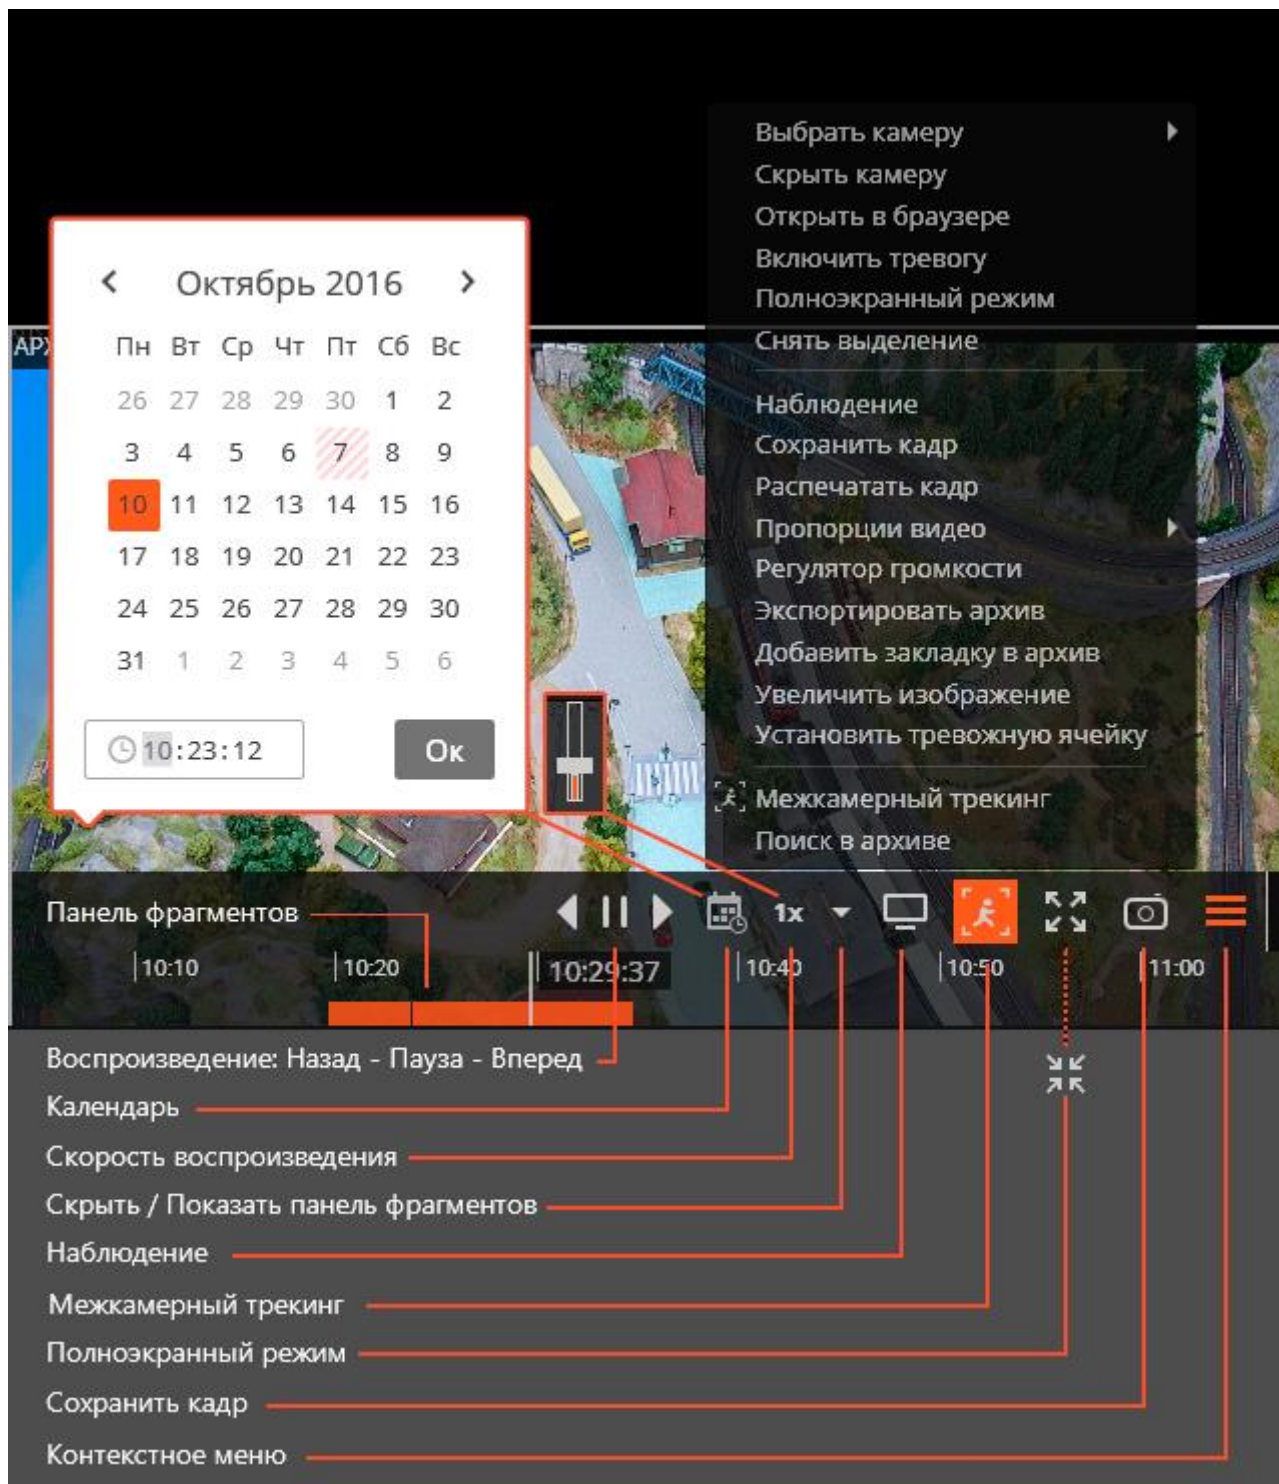 Выбрать камеру
Скрыть камеру
Открыть в браузере
Включить тревогу
Полноэкранный режим
Снять выделение
Наблюдение
Сохранить кадр
Распечатать кадр
Пропорции видео
Регулятор громкости
Экспортировать архив
Добавить закладку в архив
Увеличить изображение
Установить тревожную ячейку
Межкамерный трекинг
Поиск в архиве
Октябрь 2016
Пн Вт Ср Чт Пт Сб Вс
26 27 28 29 30 1 2
3 4 5 6 7 8 9
10 11 12 13 14 15 16
17 18 19 20 21 22 23
24 25 26 27 28 29 30
31 1 2 3 4 5 6
10:23:12 Ок
Панель фрагментов 1x
10:10 10:20 10:29:37 10:40 10:50 11:00
Воспроизведение: Назад - Пауза - Вперед
Календарь
Скорость воспроизведения
Скрыть / Показать панель фрагментов
Наблюдение
Межкамерный трекинг
Полноэкранный режим
Сохранить кадр
Контекстное меню